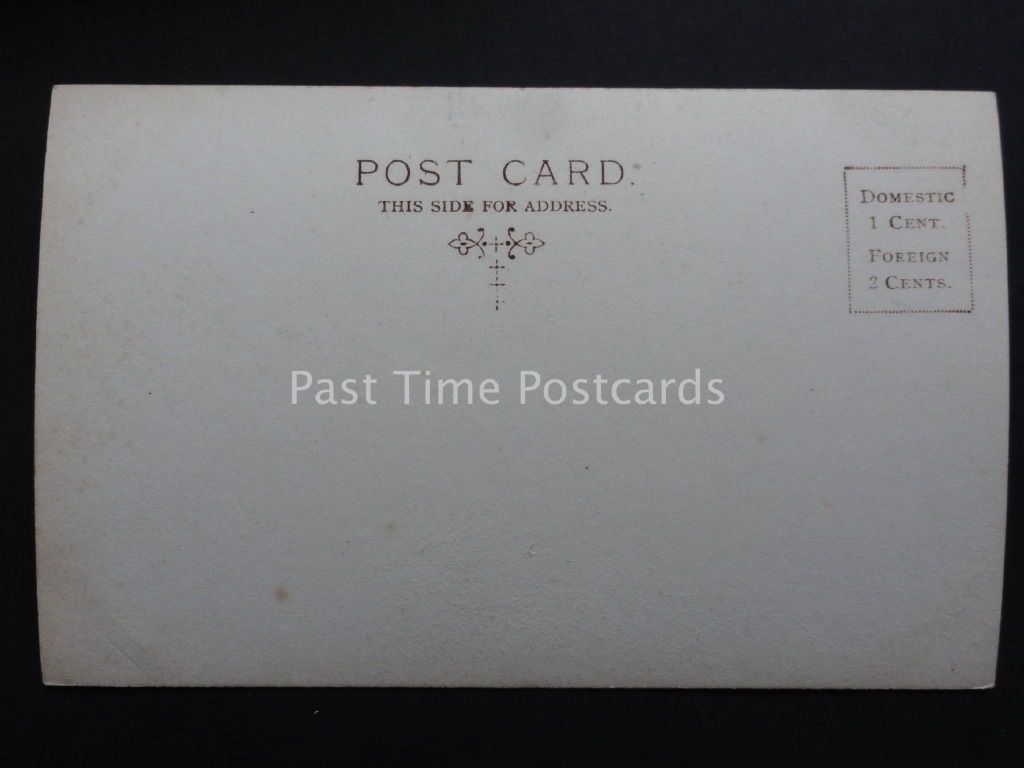 POST CARD.
THIS SIDE FOR ADDRESS.
DOMESTIC
1 CENT.
FOREIGN
2 CENTS.
Past Time Postcards